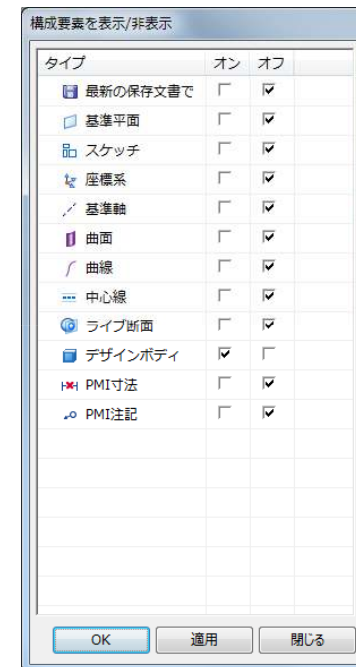 構成要素を表示/非表示
タイプ オン オフ
最新の保存文書で
基準平面
スケッチ
座標系
基準軸
曲面
曲線
中心線
ライブ断面
デザインボディ
PMI寸法
PMI注記
OK 適用 閉じる